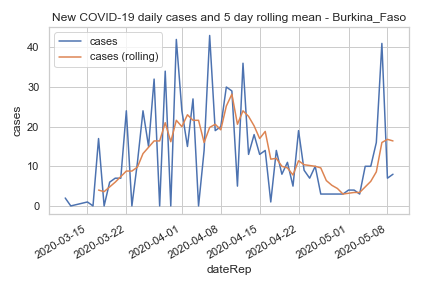 New COVID-19 daily cases and 5 day rolling mean - Burkina_Faso
cases
cases (rolling)
40
30
20
10
0
cases
2020-03-15
2020-03-22
2020-04-01
2020-04-08
2020-04-15
2020-04-22
2020-05-01
2020-05-08
dateRep